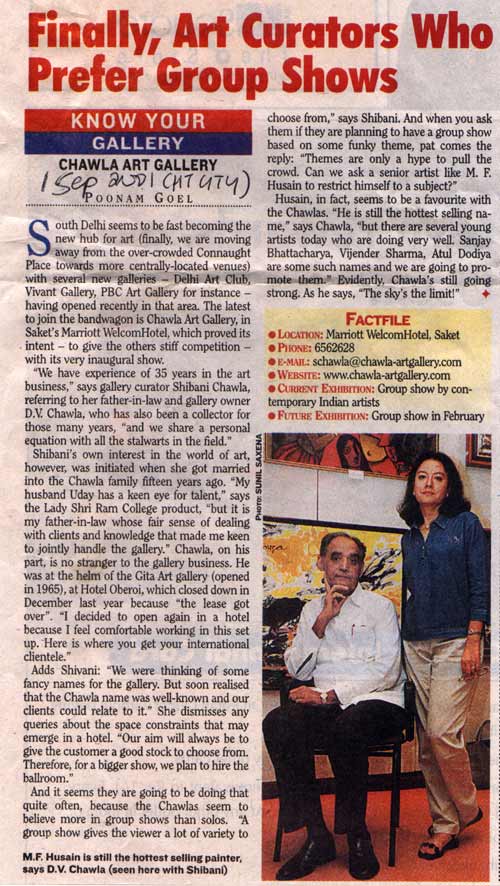 Finally, Art Curators Who
Prefer Group Shows
KNOW YOUR
GALLERY
CHAWLA ART GALLERY
1 Sep 2001 (HT CITY)
POONAM GOEL
South Delhi seems to be fast becoming the
new hub for art (finally, we are moving
away from the over-crowded Connaught
Place towards more centrally-located venues)
with several new galleries – Delhi Art Club,
Vivant Gallery, PBC Art Gallery for instance –
having opened recently in that area. The latest
to join the bandwagon is Chawla Art Gallery, in
Saket's Marriott WelcomHotel, which proved its
intent – to give the others stiff competition –
with its very inaugural show.
"We have experience of 35 years in the art
business," says gallery curator Shibani Chawla,
referring to her father-in-law and gallery owner
D.V. Chawla, who has also been a collector for
those many years, "and we share a personal
equation with all the stalwarts in the field."
Shibani's own interest in the world of art,
however, was initiated when she got married
into the Chawla family fifteen years ago. "My
husband Uday has a keen eye for talent," says
the Lady Shri Ram College product, "but it is
my father-in-law whose fair sense of dealing
with clients and knowledge that made me keen
to jointly handle the gallery." Chawla, on his
part, is no stranger to the gallery business. He
was at the helm of the Gita Art gallery (opened
in 1965), at Hotel Oberoi, which closed down in
December last year because "the lease got
over". "I decided to open again in a hotel
because I feel comfortable working in this set
up. Here is where you get your international
clientele."
Adds Shivani: "We were thinking of some
fancy names for the gallery. But soon realised
that the Chawla name was well-known and our
clients could relate to it." She dismisses any
queries about the space constraints that may
emerge in a hotel. "Our aim will always be to
give the customer a good stock to choose from.
Therefore, for a bigger show, we plan to hire the
ballroom."
And it seems they are going to be doing that
quite often, because the Chawlas seem to
believe more in group shows than solos. "A
group show gives the viewer a lot of variety to
choose from," says Shibani. And when you ask
them if they are planning to have a group show
based on some funky theme, pat comes the
reply: "Themes are only a hype to pull the
crowd. Can we ask a senior artist like M. F.
Husain to restrict himself to a subject?"
Husain, in fact, seems to be a favourite with
the Chawlas. "He is still the hottest selling na-
me," says Chawla, "but there are several young
artists today who are doing very well. Sanjay
Bhattacharya, Vijender Sharma, Atul Dodiya
are some such names and we are going to pro-
mote them." Evidently, Chawla's still going
strong. As he says, "The sky's the limit!"
FACTFILE
LOCATION: Marriott WelcomHotel, Saket
PHONE: 6562628
E-MAIL: schawla@chawla-artgallery.com
WEBSITE: www.chawla-artgallery.com
CURRENT EXHIBITION: Group show by con-
temporary Indian artists
FUTURE EXHIBITION: Group show in February
PHOTO: SUNIL SAXENA
M.F. Husain is still the hottest selling painter,
says D.V. Chawla (seen here with Shibani)